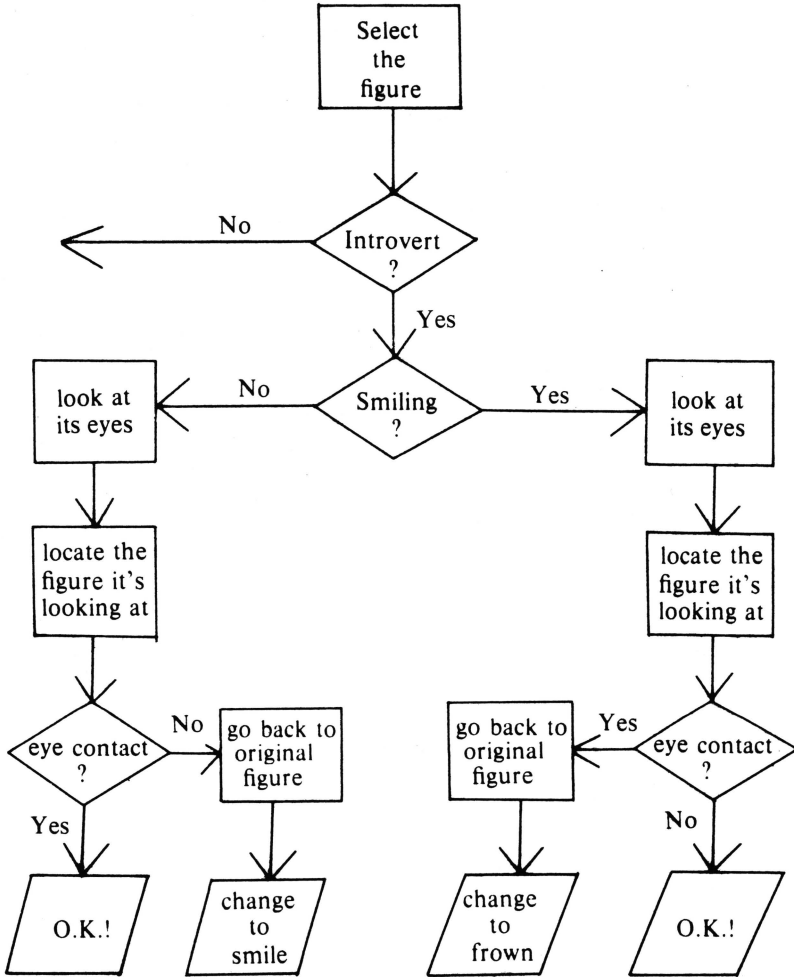 Select
the
figure
No
Introvert
?
Yes
look at
its eyes
No
Smiling
?
Yes
look at
its eyes
locate the
figure it's
looking at
locate the
figure it's
looking at
eye contact
?
No
go back to
original
figure
go back to
original
figure
Yes
eye contact
?
Yes
No
O.K.!
change
to
smile
change
to
frown
O.K.!